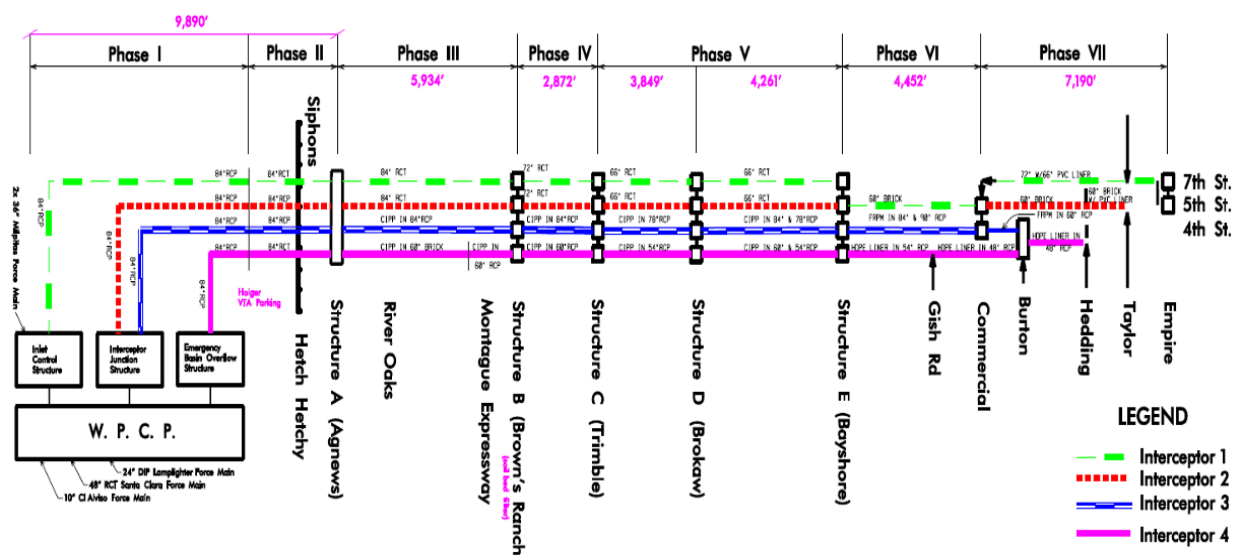 9,890'
Phase I
Phase II
Phase III
Phase IV
Phase V
Phase VI
Phase VII
5,934'
2,872'
3,849'
4,261'
4,452'
7,190'
Siphons
84"RCP
84"RCT
84" RCT
72" RCT
66" RCT
66" RCT
72" W/66" PVC LINER
7th St.
84"RCP
84"RCT
84" RCT
72" RCT
66" RCT
66" RCT
60" BRICK
60" BRICK
60" BRICK
W/ PVC LINER
5th St.
84"RCP
84"RCT
CIPP IN 84"RCP
CIPP IN 84"RCP
CIPP IN 78"RCP
CIPP IN 84" & 78"RCP
FRPM IN 84" & 90" RCP
FRPM IN 60" RCP
4th St.
84"RCP
84"RCT
CIPP IN 60" BRICK
CIPP IN
60" RCP
CIPP IN 60"RCP
CIPP IN 54"RCP
CIPP IN 60" & 54"RCP
HDPE LINER IN 54" RCP
HDPE LINER IN 48" RCP
HDPE LINER IN
48" RCP
2x 36" Milpitas Force Main
84"RCP
84"RCP
84"RCP
84"RCP
Holger
VTA Parking
Inlet
Control
Structure
Interceptor
Junction
Structure
Emergency
Basin Overflow
Structure
W. P. C. P.
24" DIP Lamplighter Force Main
48" RCT Santa Clara Force Main
10" CI Alviso Force Main
Hetch Hetchy
Structure A (Agnews)
River Oaks
Montague Expressway
Structure B (Brown's Ranch)
Structure C (Trimble)
Structure D (Brokaw)
Structure E (Bayshore)
Gish Rd
Commercial
Burton
Hedding
Taylor
Empire
LEGEND
Interceptor 1
Interceptor 2
Interceptor 3
Interceptor 4